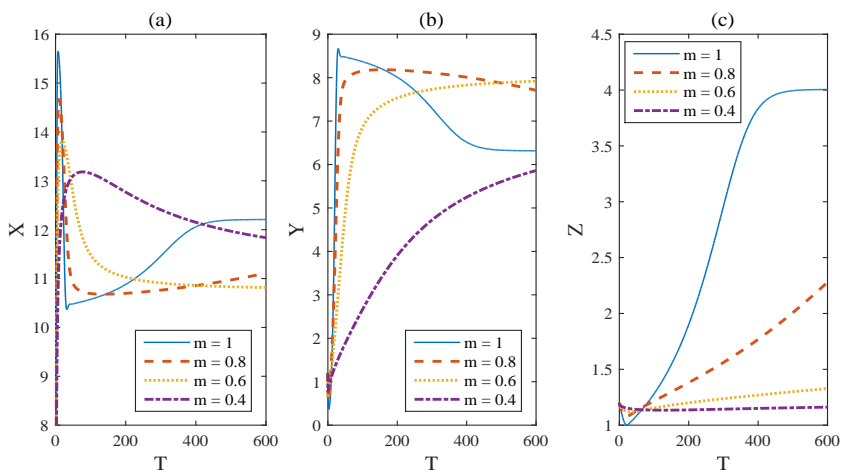 (a)
X
16
15
14
13
12
11
10
9
8
0
200
400
600
T
m = 1
m = 0.8
m = 0.6
m = 0.4
(b)
Y
9
8
7
6
5
4
3
2
1
0
0
200
400
600
T
m = 1
m = 0.8
m = 0.6
m = 0.4
(c)
Z
4.5
4
3.5
3
2.5
2
1.5
1
0
200
400
600
T
m = 1
m = 0.8
m = 0.6
m = 0.4